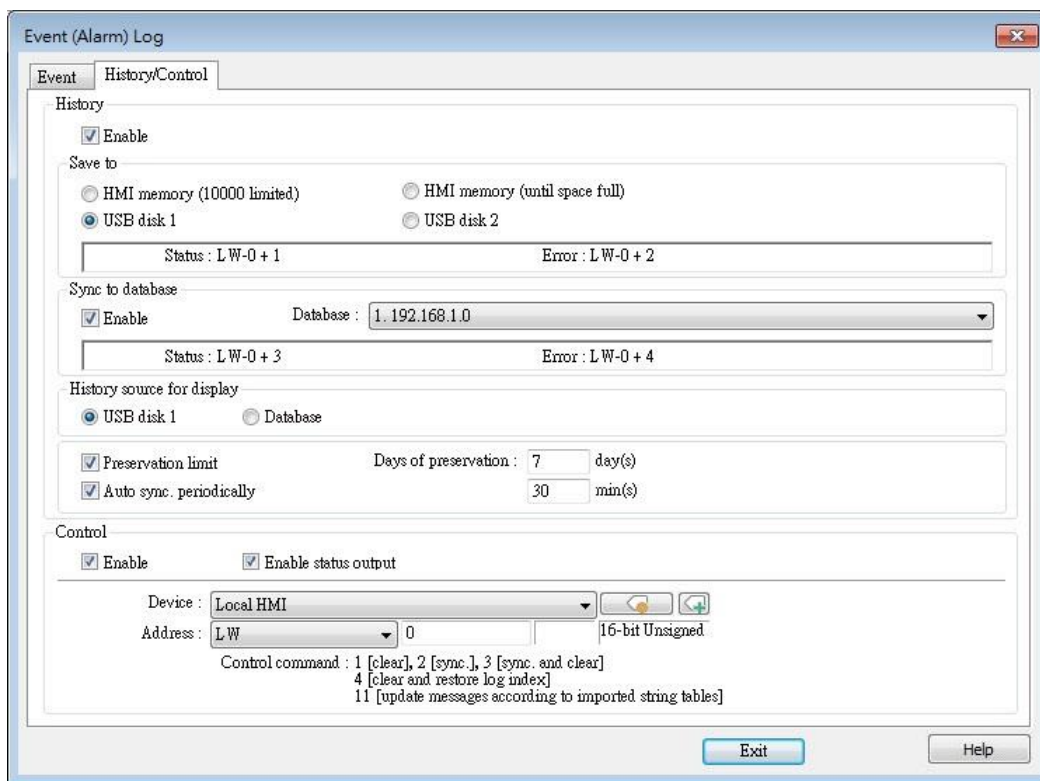 Event (Alarm) Log
Event History/Control
History
Enable
Save to
HMI memory (10000 limited) HMI memory (until space full)
USB disk 1 USB disk 2
Status : LW-0 + 1 Error : LW-0 + 2
Sync to database
Enable Database : 1. 192.168.1.0
Status : LW-0 + 3 Error : LW-0 + 4
History source for display
USB disk 1 Database
Preservation limit Days of preservation : 7 day(s)
Auto sync. periodically 30 min(s)
Control
Enable Enable status output
Device : Local HMI
Address : LW 0 16-bit Unsigned
Control command : 1 [clear], 2 [sync.], 3 [sync. and clear]
4 [clear and restore log index]
11 [update messages according to imported string tables]
Exit Help